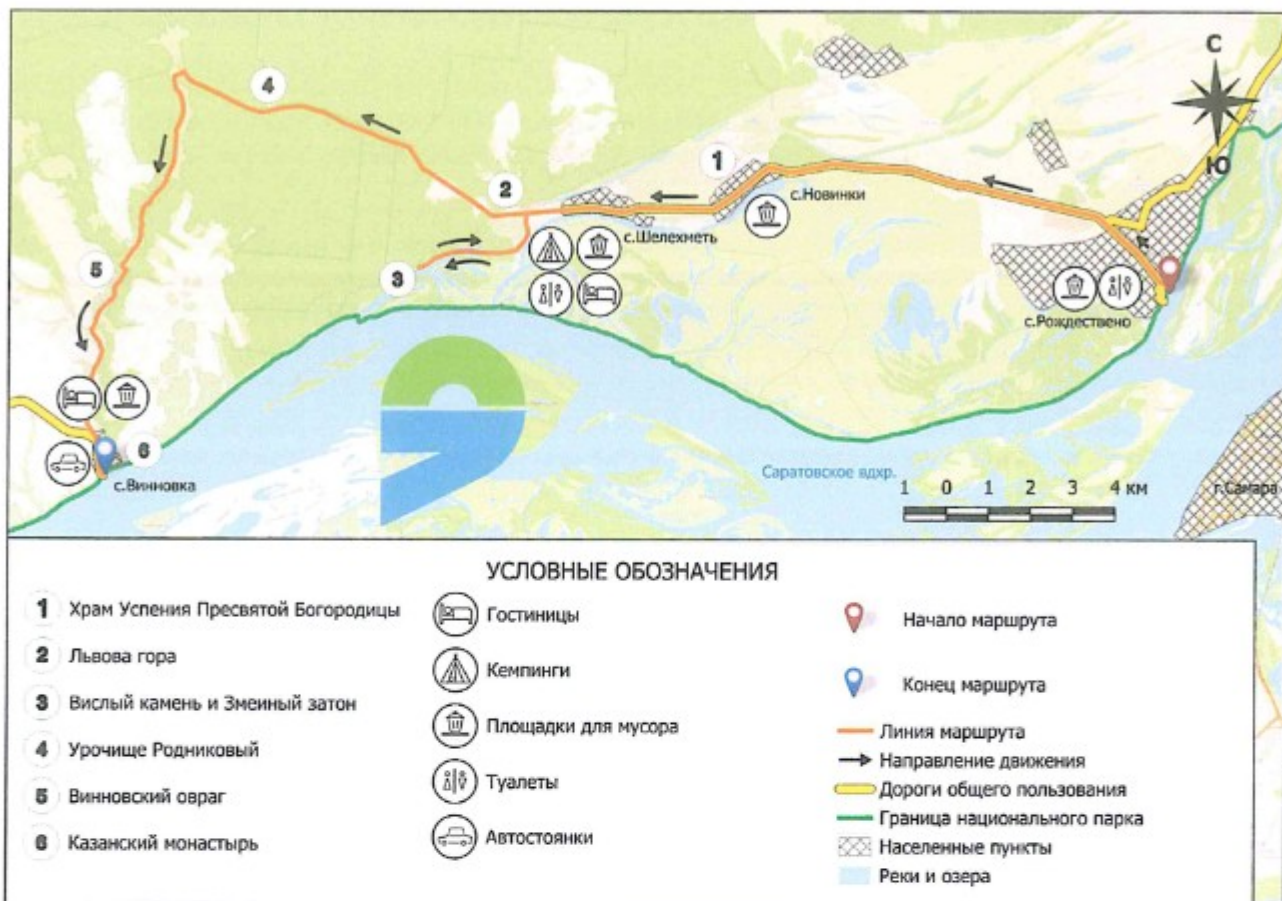 С
Ю
4
1
2
с.Новинки
с.Шелехметь
3
5
с.Рождествено
6
с.Винновка
Саратовское вдхр.
1 0 1 2 3 4 км
г.Самара
УСЛОВНЫЕ ОБОЗНАЧЕНИЯ
1 Храм Успения Пресвятой Богородицы
2 Львова гора
3 Вислый камень и Змеиный затон
4 Урочище Родниковый
5 Винновский овраг
6 Казанский монастырь
Гостиницы
Кемпинги
Площадки для мусора
Туалеты
Автостоянки
Начало маршрута
Конец маршрута
Линия маршрута
Направление движения
Дороги общего пользования
Граница национального парка
Населенные пункты
Реки и озера